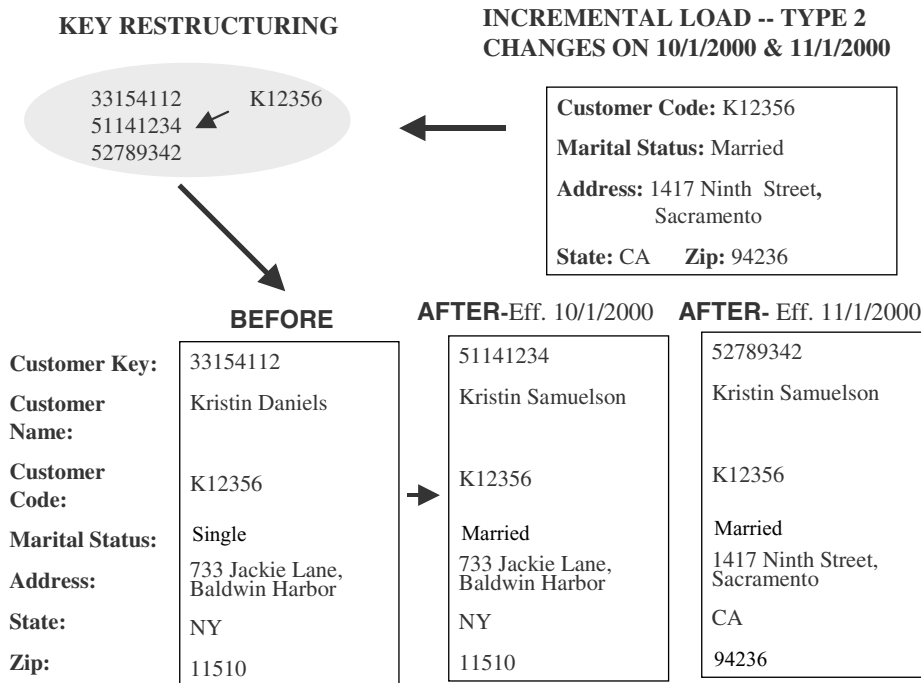 KEY RESTRUCTURING
INCREMENTAL LOAD -- TYPE 2
CHANGES ON 10/1/2000 & 11/1/2000
33154112 K12356
51141234
52789342
Customer Code: K12356
Marital Status: Married
Address: 1417 Ninth Street,
Sacramento
State: CA Zip: 94236
BEFORE
AFTER-Eff. 10/1/2000
AFTER- Eff. 11/1/2000
Customer Key: 33154112 51141234 52789342
Customer Kristin Daniels Kristin Samuelson Kristin Samuelson
Name:
Customer
Code: K12356 K12356 K12356
Marital Status: Single Married Married
Address: 733 Jackie Lane, 733 Jackie Lane, 1417 Ninth Street,
Baldwin Harbor Baldwin Harbor Sacramento
State: NY NY CA
Zip: 11510 11510 94236